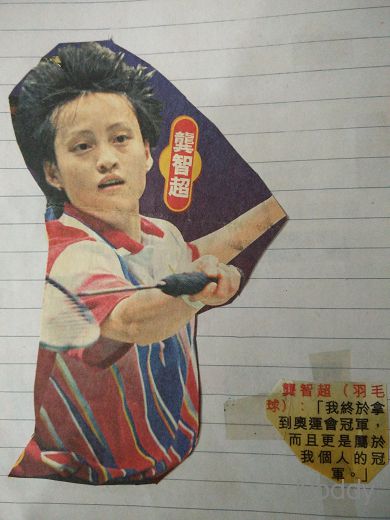 龔智超
龔智超（羽毛
球）：「我終於拿
到奧運會冠軍，
而且更是屬於
我個人的冠
軍。」